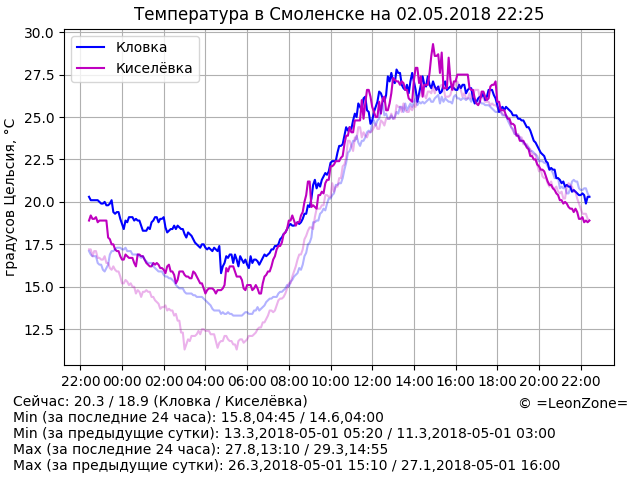 Температура в Смоленске на 02.05.2018 22:25
Кловка
Киселёвка
градусов Цельсия, °C
30.0
27.5
25.0
22.5
20.0
17.5
15.0
12.5
22:00 00:00 02:00 04:00 06:00 08:00 10:00 12:00 14:00 16:00 18:00 20:00 22:00
Сейчас: 20.3 / 18.9 (Кловка / Киселёвка)
© =LeonZone=
Min (за последние 24 часа): 15.8,04:45 / 14.6,04:00
Min (за предыдущие сутки): 13.3,2018-05-01 05:20 / 11.3,2018-05-01 03:00
Max (за последние 24 часа): 27.8,13:10 / 29.3,14:55
Max (за предыдущие сутки): 26.3,2018-05-01 15:10 / 27.1,2018-05-01 16:00